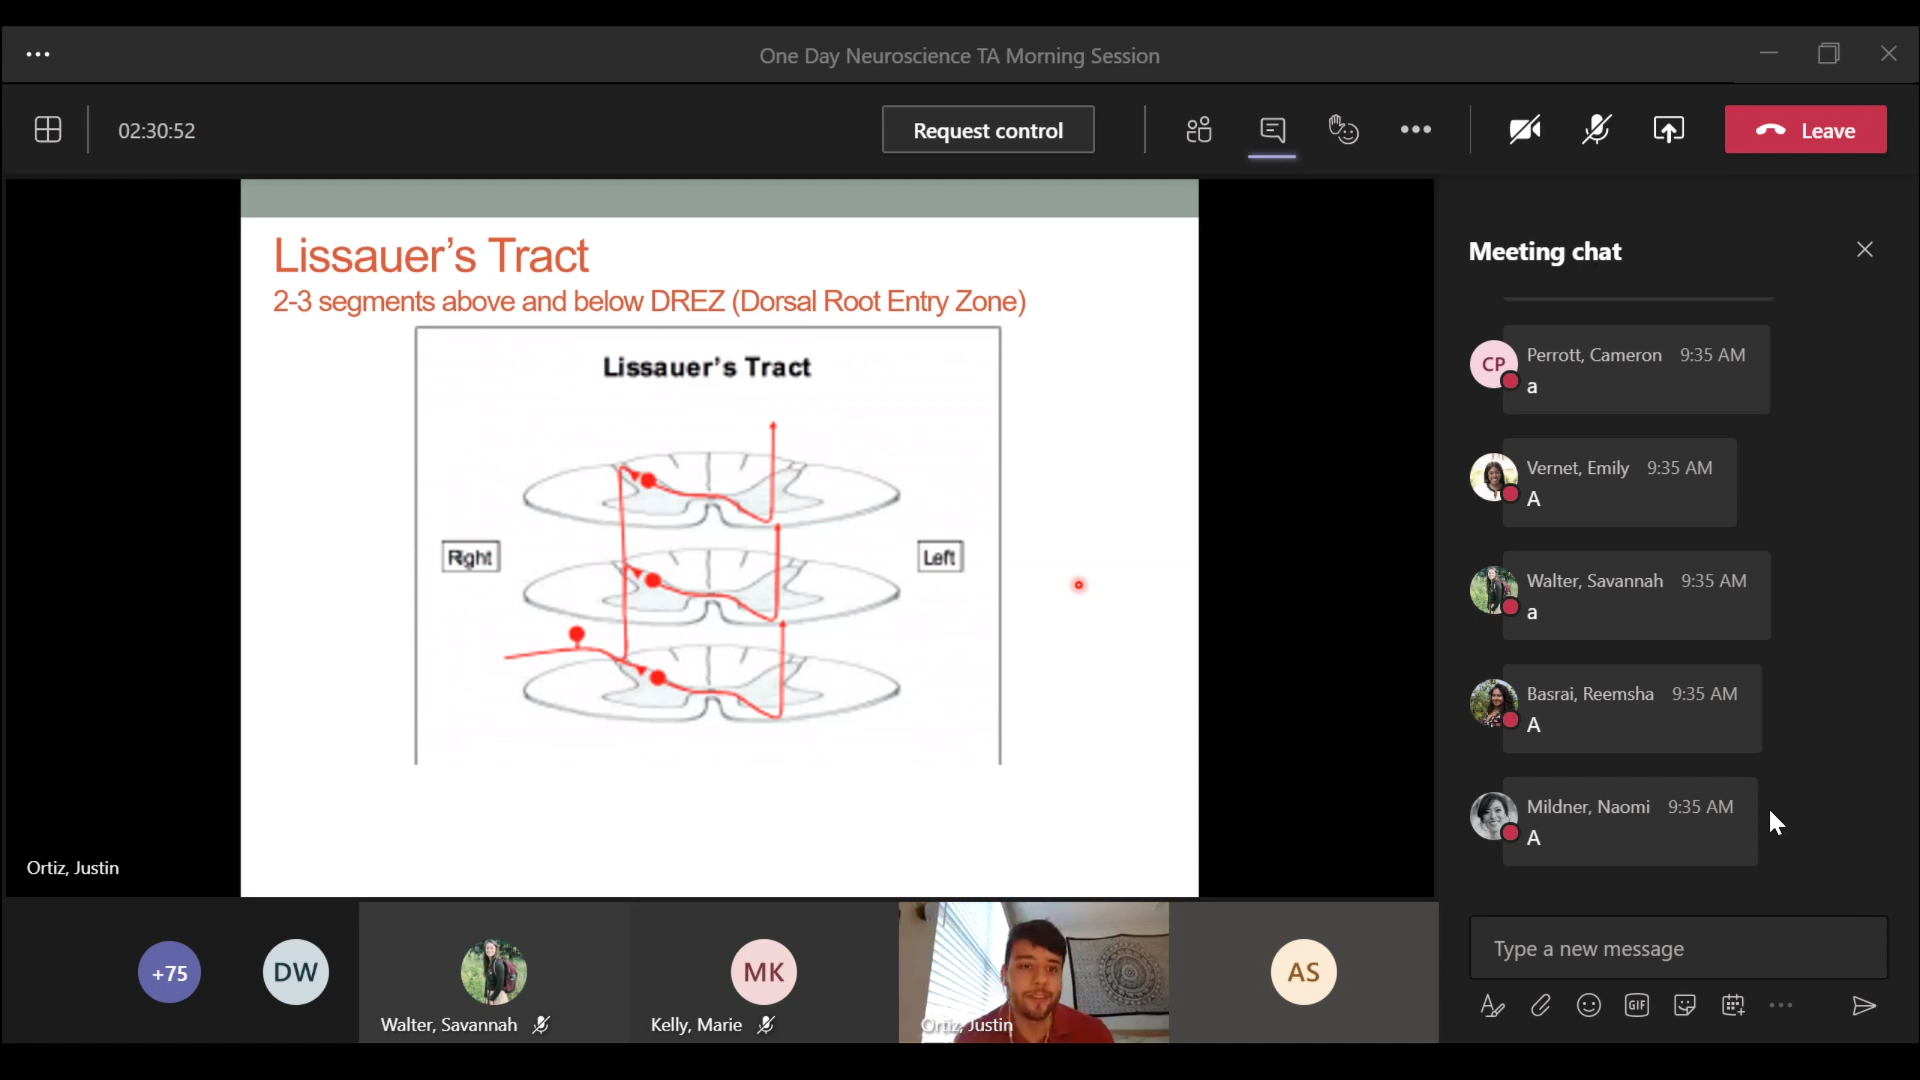 One Day Neuroscience TA Morning Session
02:30:52
Request control
Leave
Lissauer's Tract
2-3 segments above and below DREZ (Dorsal Root Entry Zone)
Lissauer's Tract
Right
Left
Ortiz, Justin
Meeting chat
CP
Perrott, Cameron 9:35 AM
a
Vernet, Emily 9:35 AM
A
Walter, Savannah 9:35 AM
a
Basrai, Reemsha 9:35 AM
A
Mildner, Naomi 9:35 AM
A
Type a new message
GIF
+75
DW
Walter, Savannah
MK
Kelly, Marie
Ortiz, Justin
AS